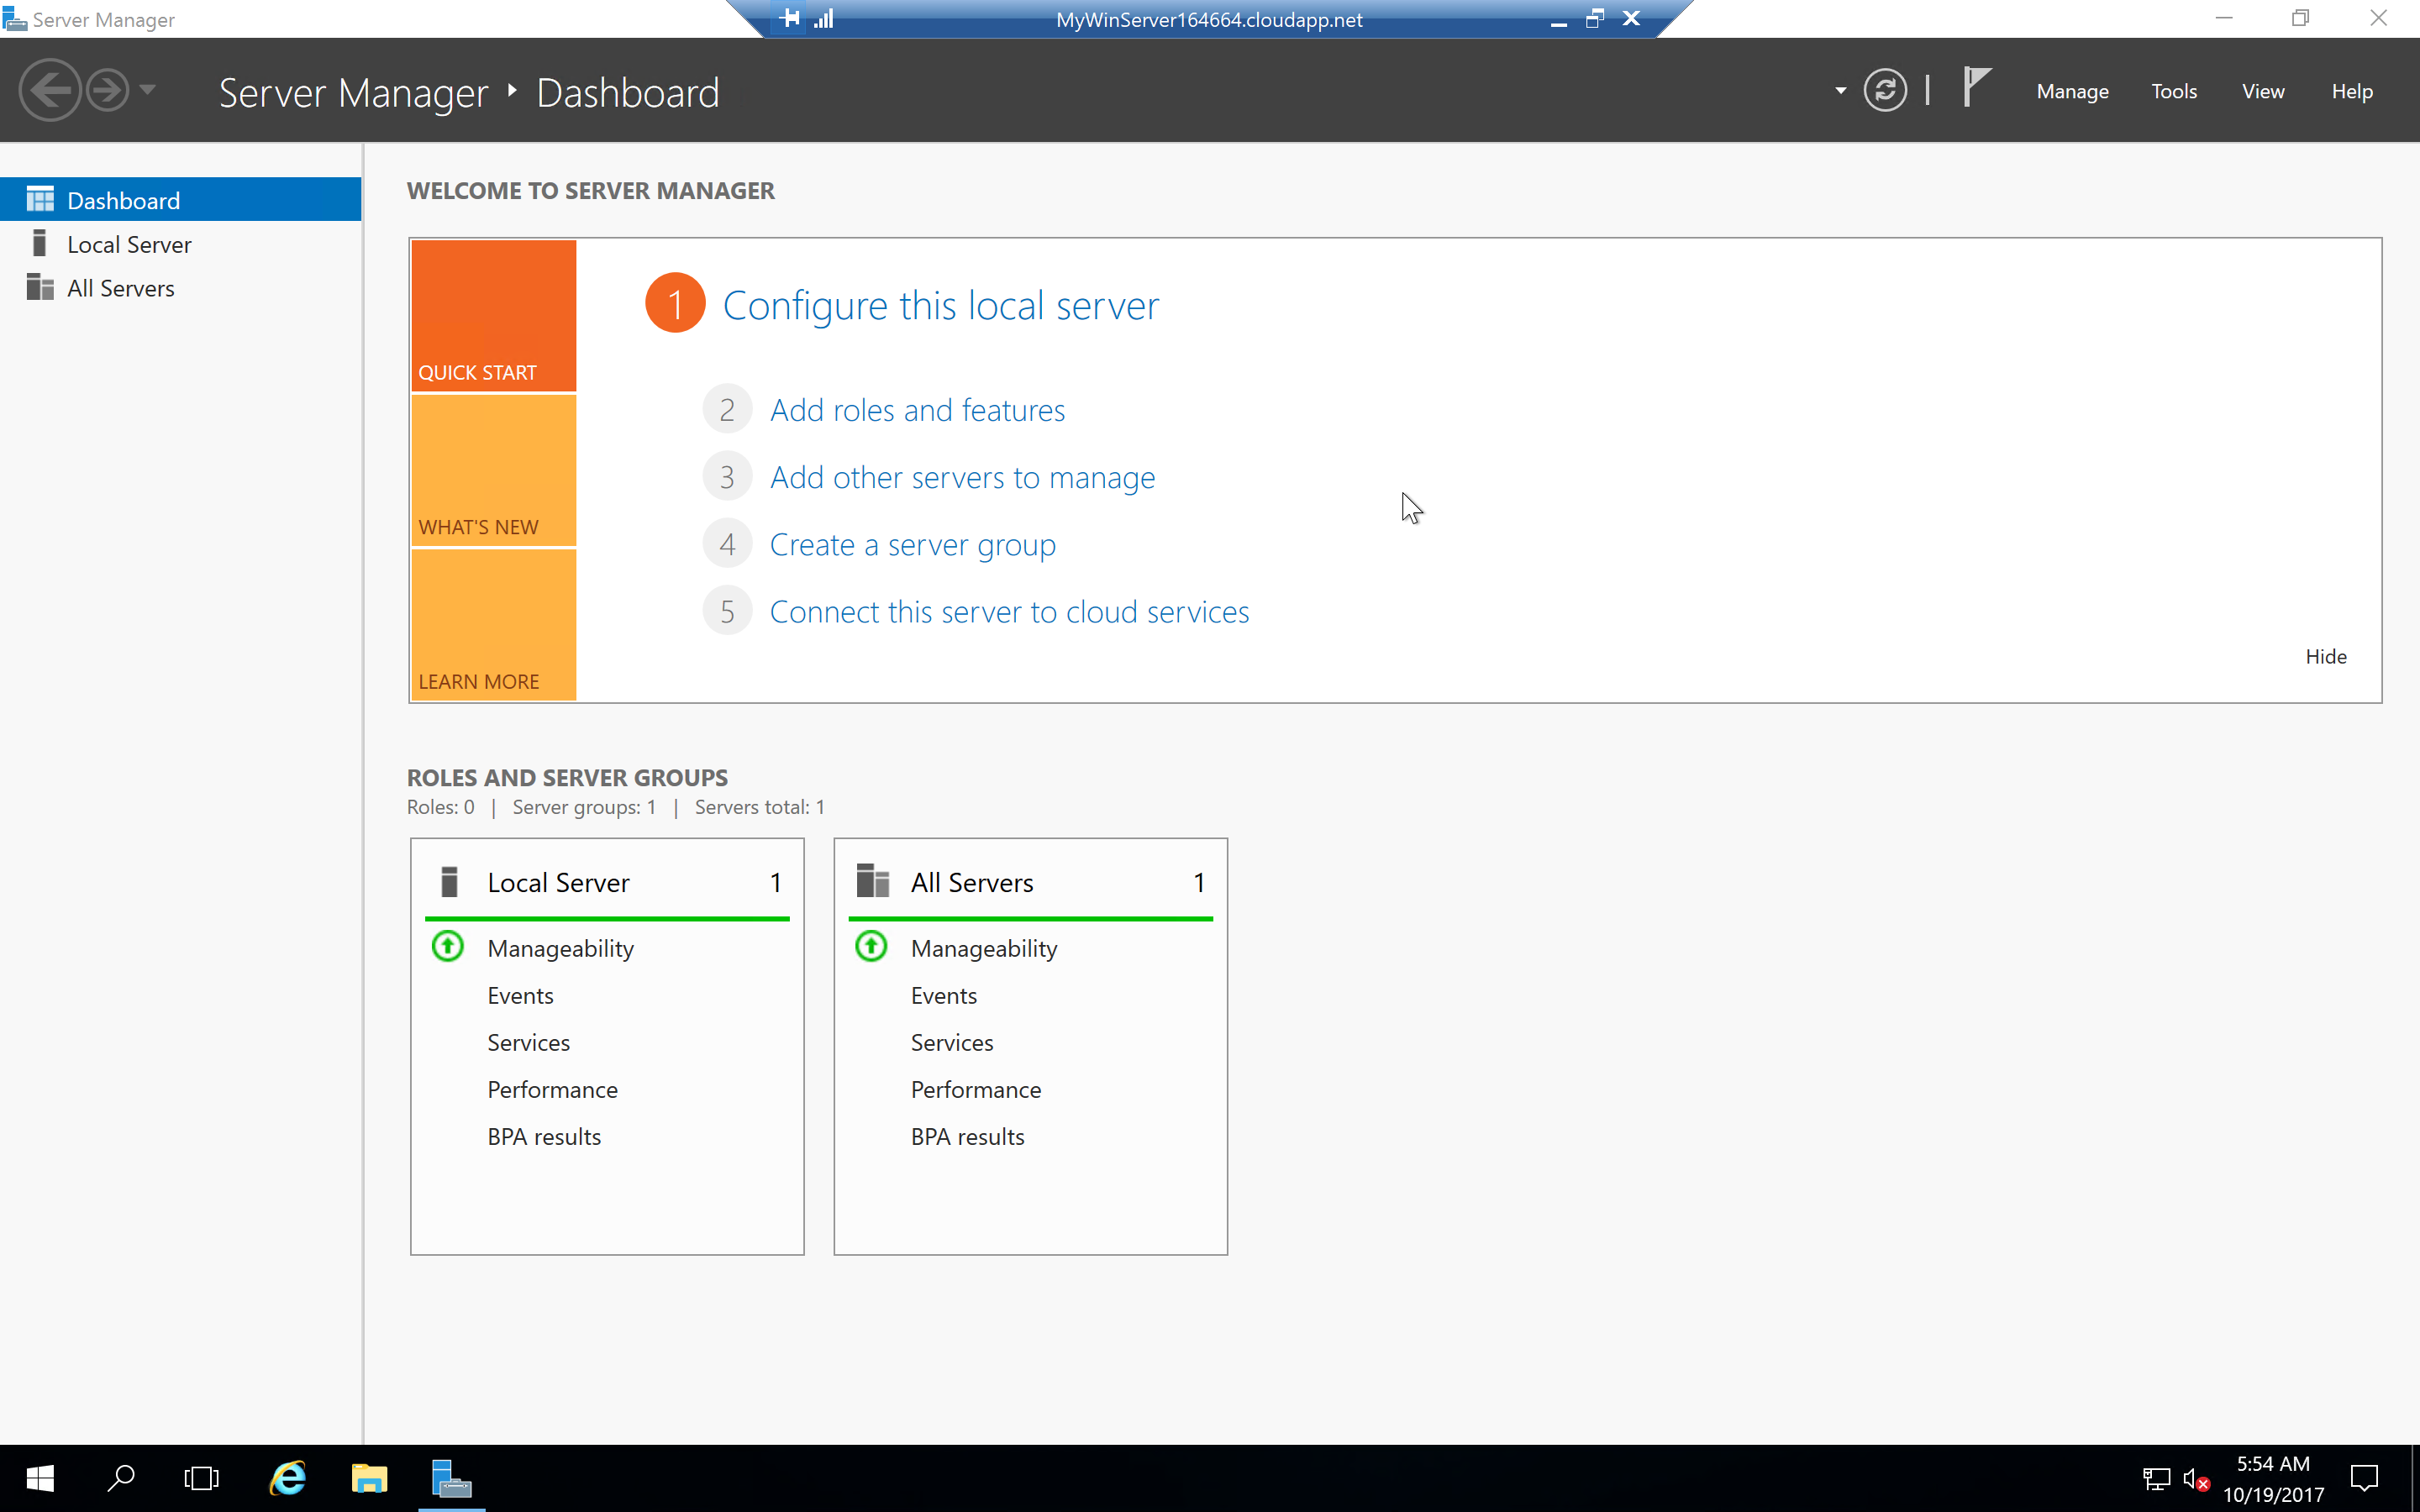 Server Manager
MyWinServer164664.cloudapp.net
Server Manager Dashboard
Manage Tools View Help
Dashboard
Local Server
All Servers
WELCOME TO SERVER MANAGER
QUICK START
WHAT'S NEW
LEARN MORE
1 Configure this local server
2 Add roles and features
3 Add other servers to manage
4 Create a server group
5 Connect this server to cloud services
Hide
ROLES AND SERVER GROUPS
Roles: 0 | Server groups: 1 | Servers total: 1
Local Server 1
Manageability
Events
Services
Performance
BPA results
All Servers 1
Manageability
Events
Services
Performance
BPA results
5:54 AM
10/19/2017